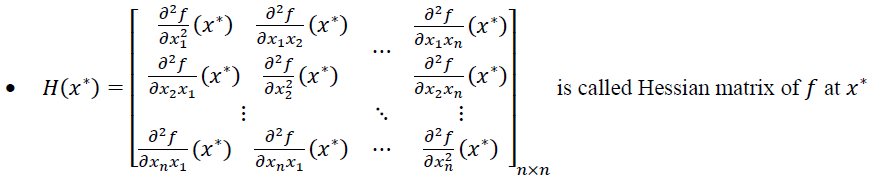 • H(x*) = [ ∂²f/∂x₁² (x*) ∂²f/∂x₁x₂ (x*) … ∂²f/∂x₁xₙ (x*)
∂²f/∂x₂x₁ (x*) ∂²f/∂x₂² (x*) ∂²f/∂x₂xₙ (x*)
⋮ ⋱ ⋮
∂²f/∂xₙx₁ (x*) ∂²f/∂xₙx₁ (x*) ⋯ ∂²f/∂xₙ² (x*) ]ₙ×ₙ is called Hessian matrix of f at x*